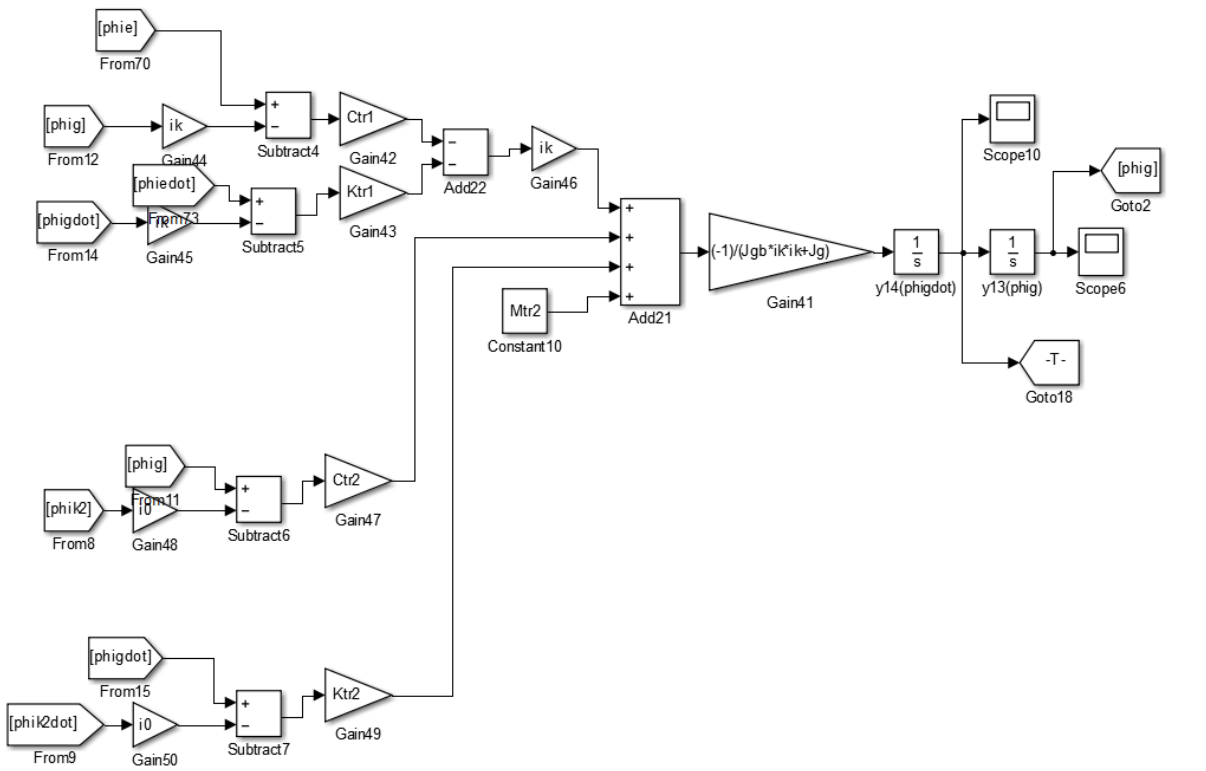 [phie]
From70
[phig]
From12
ik
Gain44
+
−
Subtract4
Ctr1
Gain42
[phiedot]
From73
[phigdot]
From14
ik
Gain45
+
−
Subtract5
Ktr1
Gain43
−
−
Add22
ik
Gain46
+
+
+
+
Add21
Mtr2
Constant10
(-1)/(Jgb*ik*ik+Jg)
Gain41
1
s
y14(phigdot)
1
s
y13(phig)
Scope10
[phig]
Goto2
Scope6
-T-
Goto18
[phig]
From11
[phik2]
From8
i0
Gain48
+
−
Subtract6
Ctr2
Gain47
[phigdot]
From15
[phik2dot]
From9
i0
Gain50
+
−
Subtract7
Ktr2
Gain49